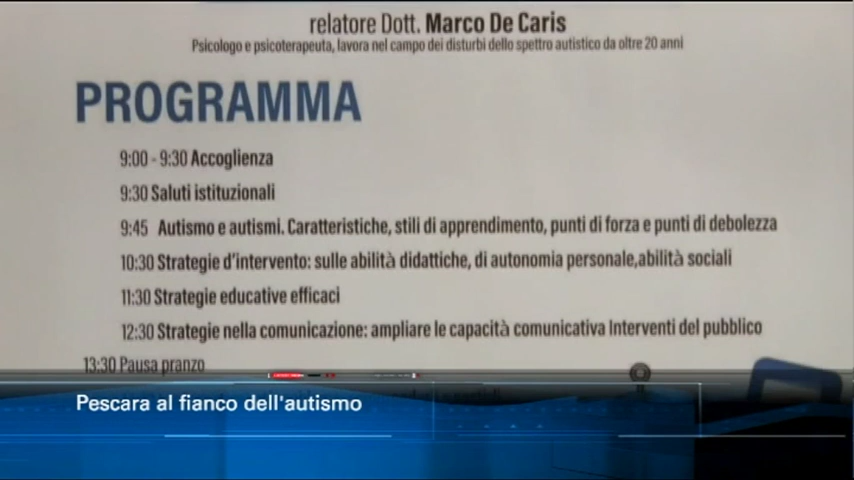 relatore Dott. Marco De Caris
Psicologo e psicoterapeuta, lavora nel campo dei disturbi dello spettro autistico da oltre 20 anni
PROGRAMMA
9:00 - 9:30 Accoglienza
9:30 Saluti istituzionali
9:45 Autismo e autismi. Caratteristiche, stili di apprendimento, punti di forza e punti di debolezza
10:30 Strategie d'intervento: sulle abilità didattiche, di autonomia personale,abilità sociali
11:30 Strategie educative efficaci
12:30 Strategie nella comunicazione: ampliare le capacità comunicativa Interventi del pubblico
13:30 Pausa pranzo
Pescara al fianco dell'autismo